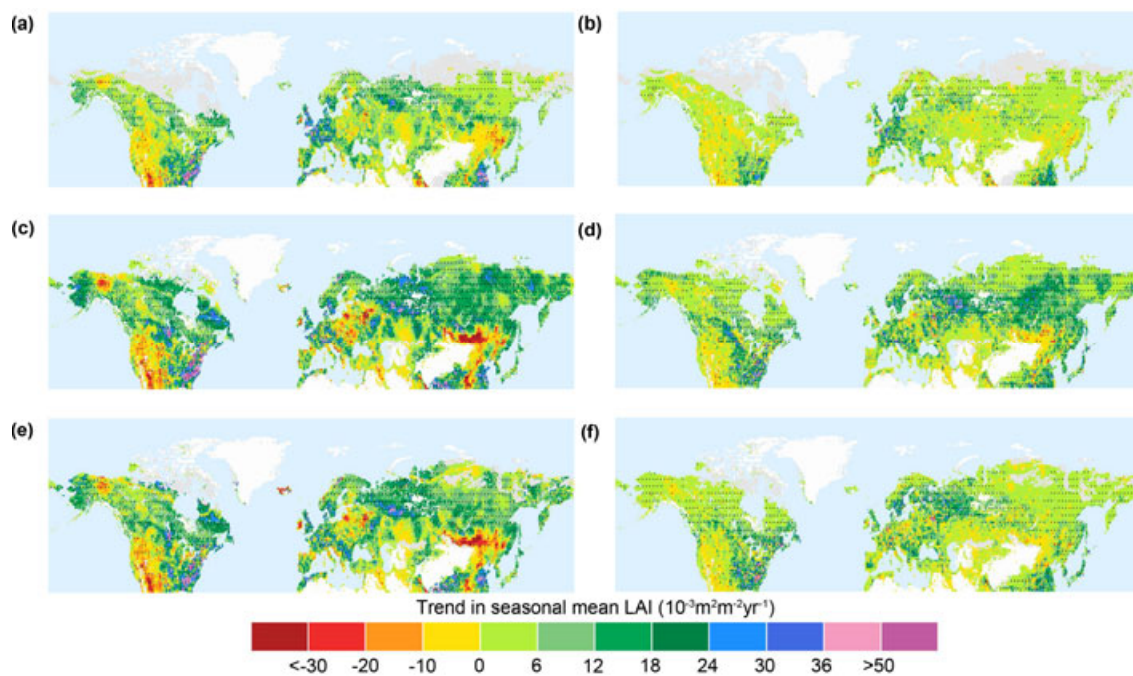 (a) (b)
(c) (d)
(e) (f)
Trend in seasonal mean LAI (10⁻³m²m⁻²yr⁻¹)
<-30 -20 -10 0 6 12 18 24 30 36 >50